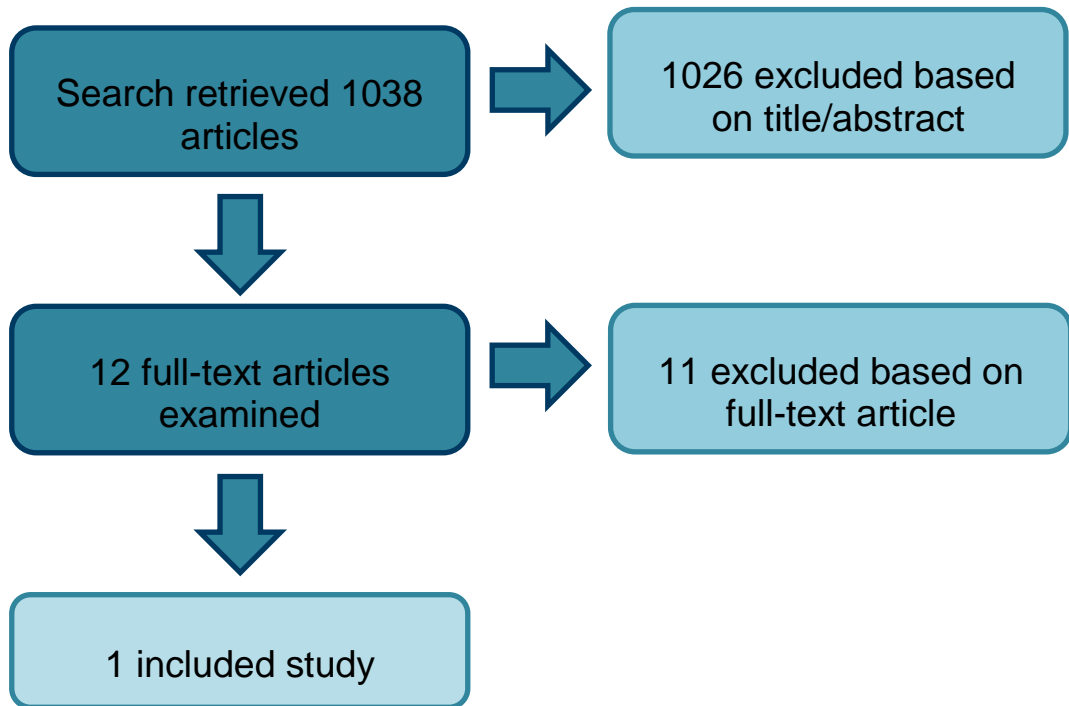 Search retrieved 1038
articles
1026 excluded based
on title/abstract
12 full-text articles
examined
11 excluded based on
full-text article
1 included study